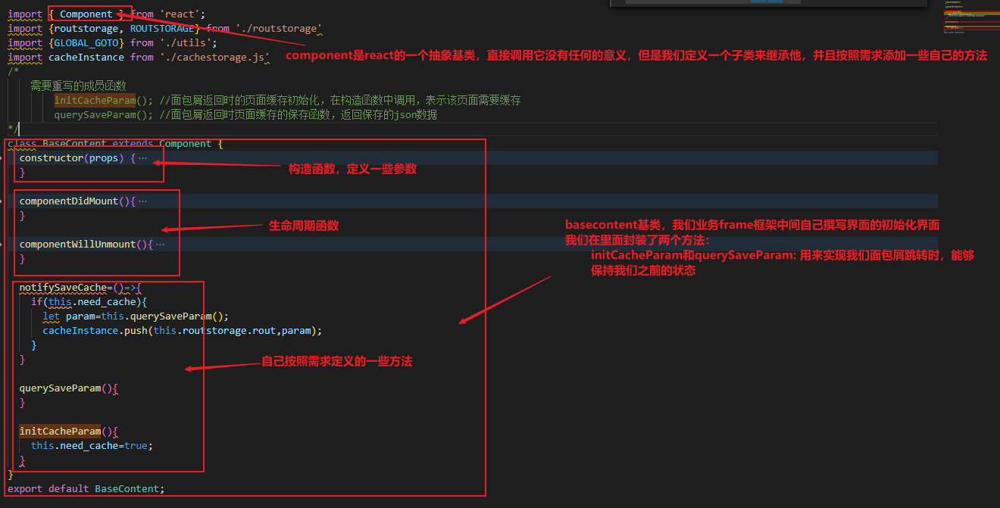 import { Component } from 'react';
import {routstorage, ROUTSTORAGE} from './routstorage'
import {GLOBAL_GOTO} from './utils';
import cacheInstance from './cachestorage.js'
component是react的一个抽象基类，直接调用它没有任何的意义，但是我们定义一个子类来继承他，并且按照需求添加一些自己的方法
/*
需要重写的成员函数
initCacheParam(); //面包屑返回时的页面缓存初始化，在构造函数中调用，表示该页面需要缓存
querySaveParam(); //面包屑返回时页面缓存的保存函数，返回保存的json数据
*/
class BaseContent extends Component {
constructor(props) {···
}
构造函数，定义一些参数
componentDidMount(){···
}
生命周期函数
componentWillUnmount(){···
}
basecontent基类，我们业务frame框架中间自己撰写界面的初始化界面
我们在里面封装了两个方法：
initCacheParam和querySaveParam: 用来实现我们面包屑跳转时，能够
保持我们之前的状态
notifySaveCache=()=>{
if(this.need_cache){
let param=this.querySaveParam();
cacheInstance.push(this.routstorage.rout,param);
}
}
自己按照需求定义的一些方法
querySaveParam(){
}
initCacheParam(){
this.need_cache=true;
}
}
export default BaseContent;